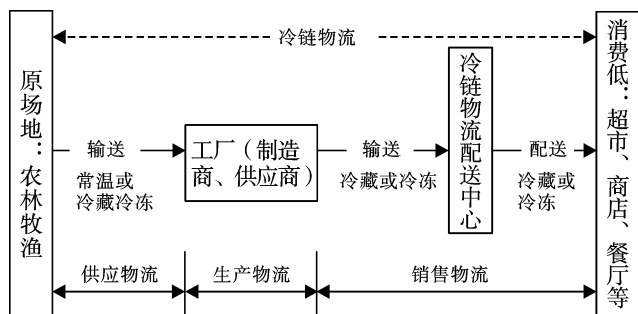 冷链物流
原场地：农林牧渔
输送
常温或
冷藏冷冻
工厂（制造
商、供应商）
输送
冷藏或冷冻
冷链物流配送中心
配送
冷藏或
冷冻
消费低：超市、商店、餐厅等
供应物流
生产物流
销售物流